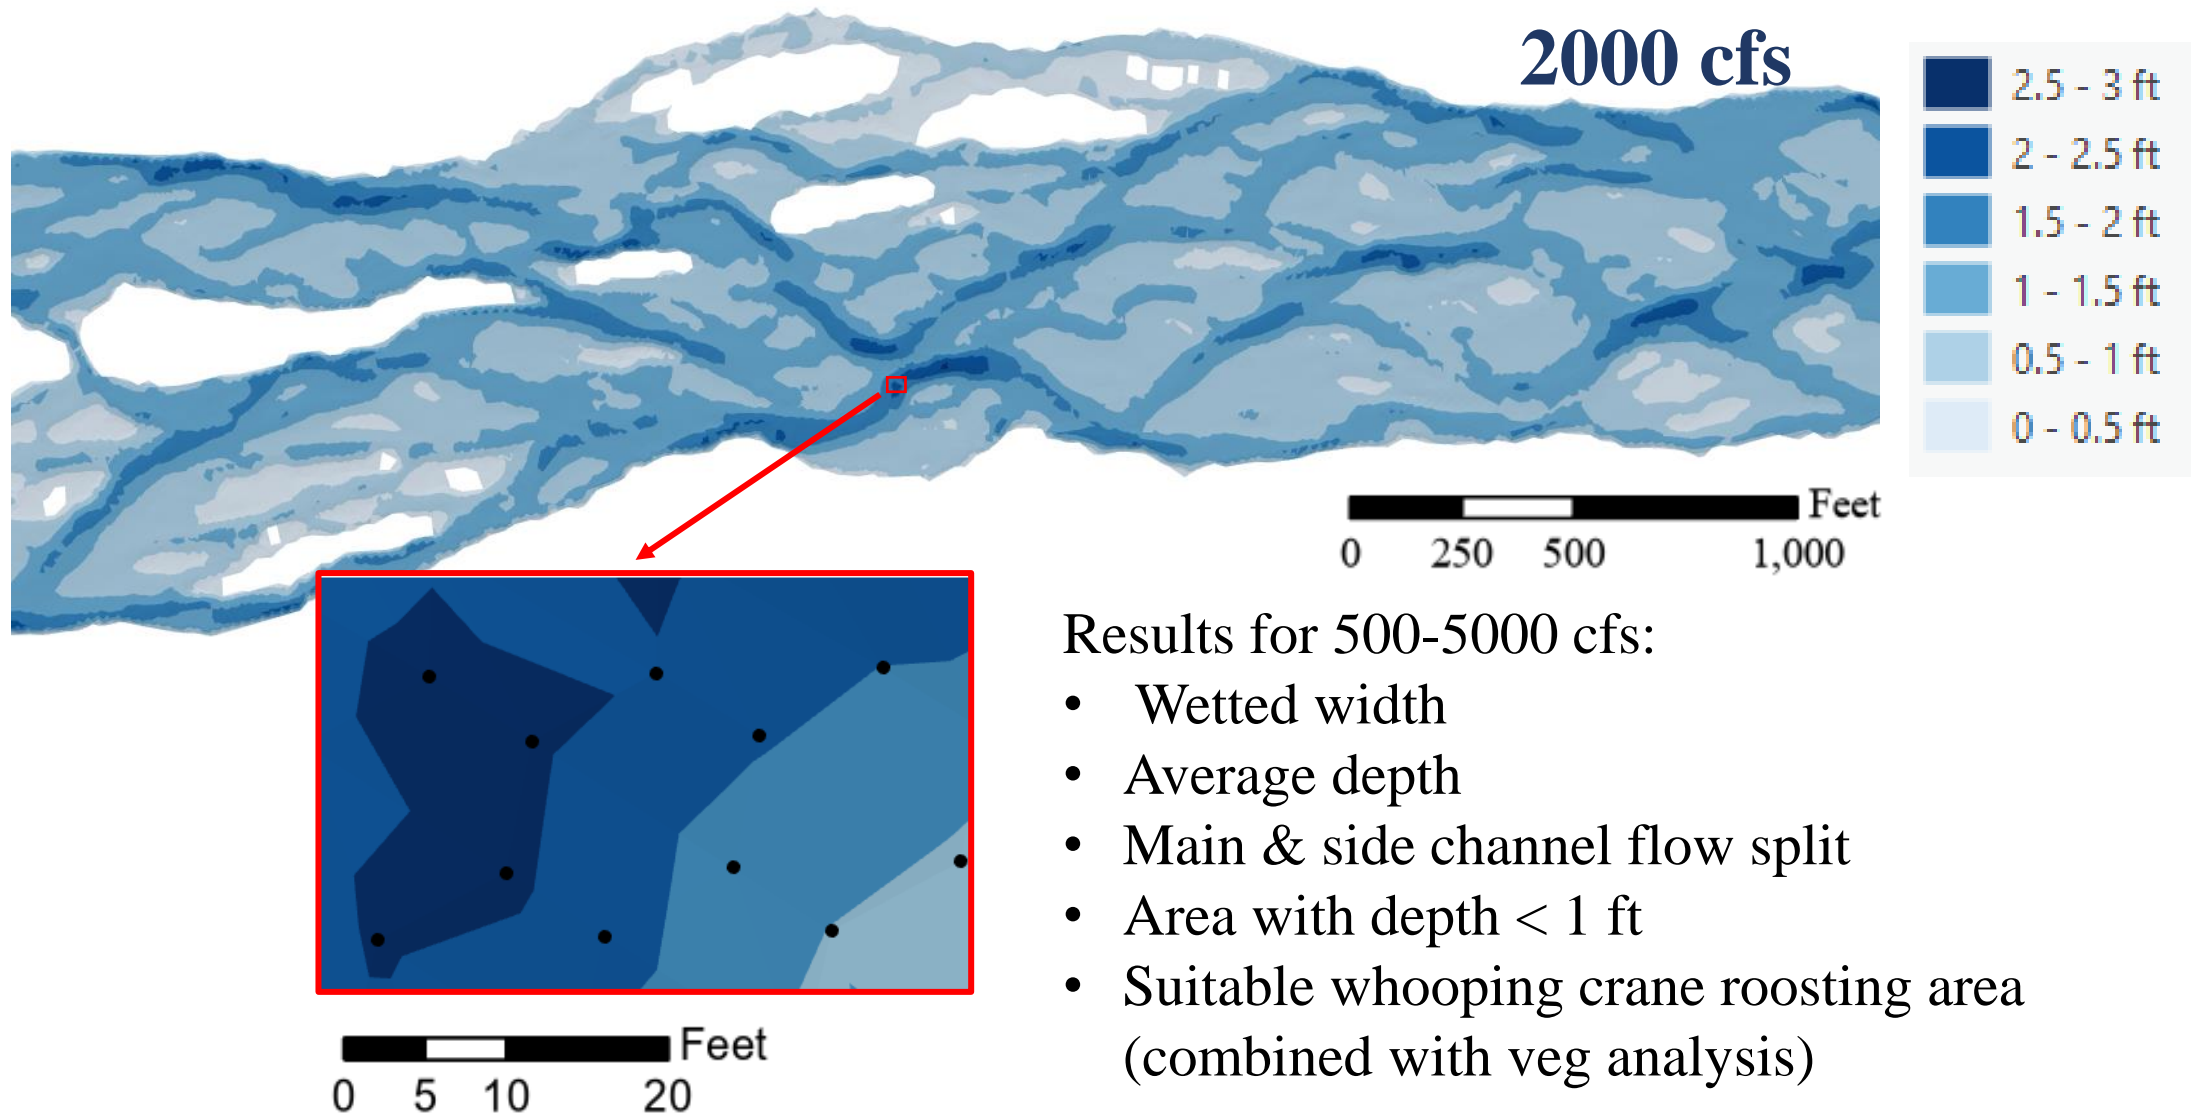 2000 cfs
2.5 - 3 ft
2 - 2.5 ft
1.5 - 2 ft
1 - 1.5 ft
0.5 - 1 ft
0 - 0.5 ft
Feet
0 250 500 1,000
Results for 500-5000 cfs:
• Wetted width
• Average depth
• Main & side channel flow split
• Area with depth < 1 ft
• Suitable whooping crane roosting area
(combined with veg analysis)
Feet
0 5 10 20